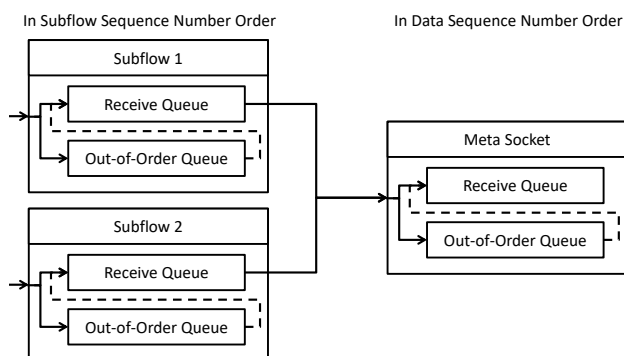 In Subflow Sequence Number Order
In Data Sequence Number Order
Subflow 1
Receive Queue
Out-of-Order Queue
Subflow 2
Receive Queue
Out-of-Order Queue
Meta Socket
Receive Queue
Out-of-Order Queue